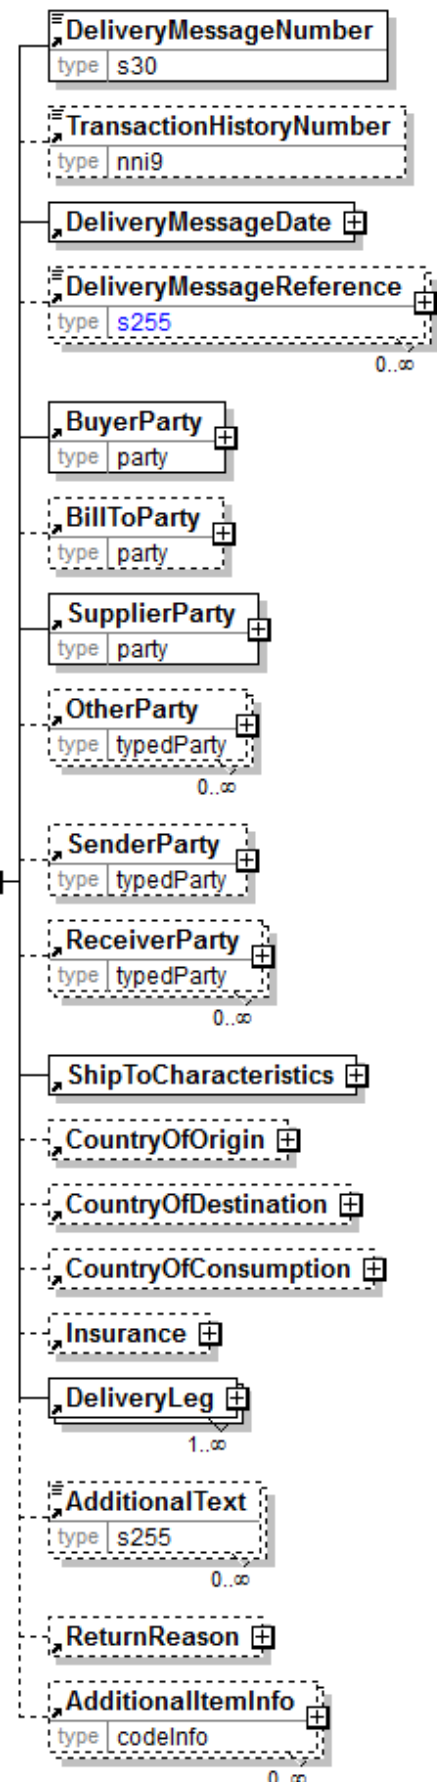 DeliveryMessageNumber
type s30
TransactionHistoryNumber
type nni9
DeliveryMessageDate
DeliveryMessageReference
type s255
0..∞
BuyerParty
type party
BillToParty
type party
SupplierParty
type party
OtherParty
type typedParty
0..∞
SenderParty
type typedParty
ReceiverParty
type typedParty
0..∞
ShipToCharacteristics
CountryOfOrigin
CountryOfDestination
CountryOfConsumption
Insurance
DeliveryLeg
1..∞
AdditionalText
type s255
0..∞
ReturnReason
AdditionalItemInfo
type codeInfo
0..∞